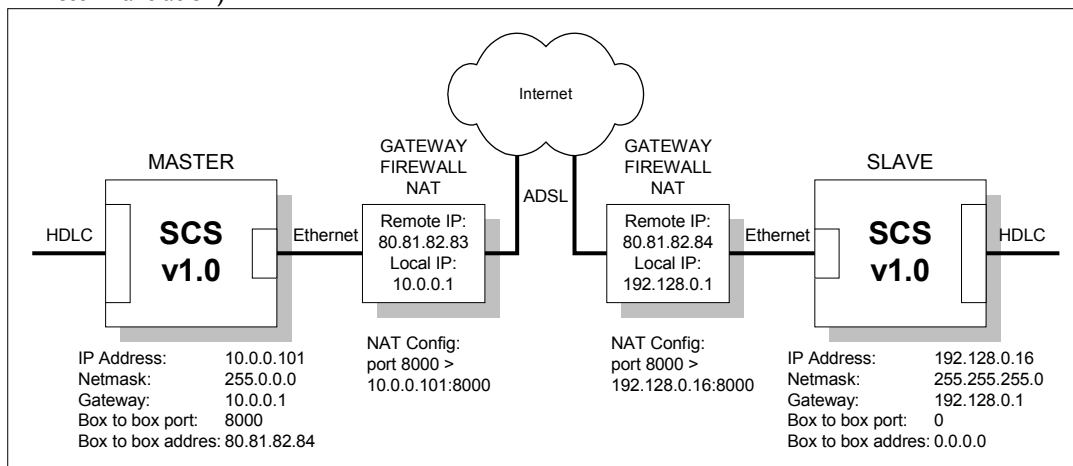 Internet
MASTER
GATEWAY
FIREWALL
NAT
GATEWAY
FIREWALL
NAT
SLAVE
HDLC
SCS
v1.0
Ethernet
Remote IP:
80.81.82.83
Local IP:
10.0.0.1
ADSL
Remote IP:
80.81.82.84
Local IP:
192.128.0.1
Ethernet
SCS
v1.0
HDLC
IP Address: 10.0.0.101
Netmask: 255.0.0.0
Gateway: 10.0.0.1
Box to box port: 8000
Box to box addres: 80.81.82.84
NAT Config:
port 8000 >
10.0.0.101:8000
NAT Config:
port 8000 >
192.128.0.16:8000
IP Address: 192.128.0.16
Netmask: 255.255.255.0
Gateway: 192.128.0.1
Box to box port: 0
Box to box addres: 0.0.0.0